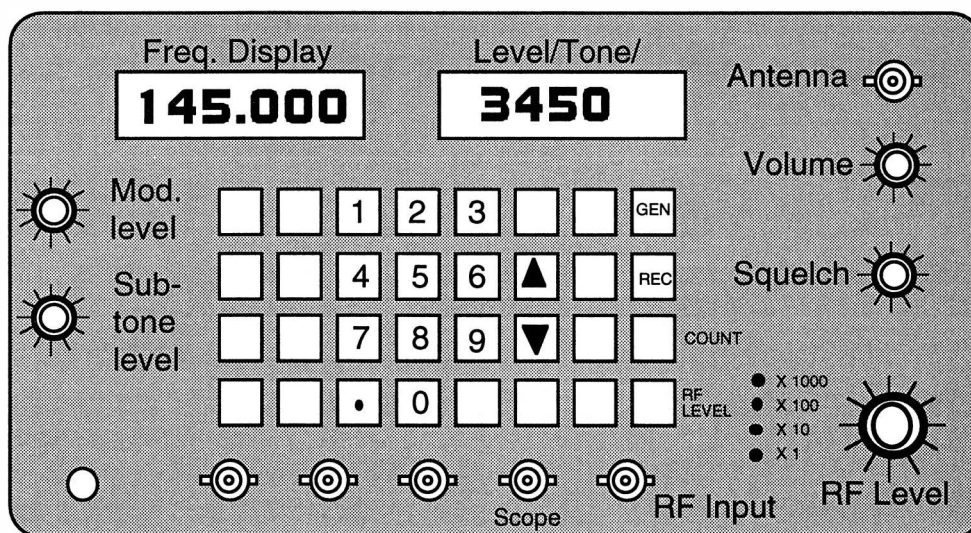 Freq. Display
Level/Tone/
145.000
3450
Antenna
Volume
Squelch
Mod.
level
Sub-
tone
level
1 2 3 GEN
4 5 6 ▲ REC
7 8 9 ▼ COUNT
• 0 RF
LEVEL
X 1000
X 100
X 10
X 1
RF Level
Scope
RF Input